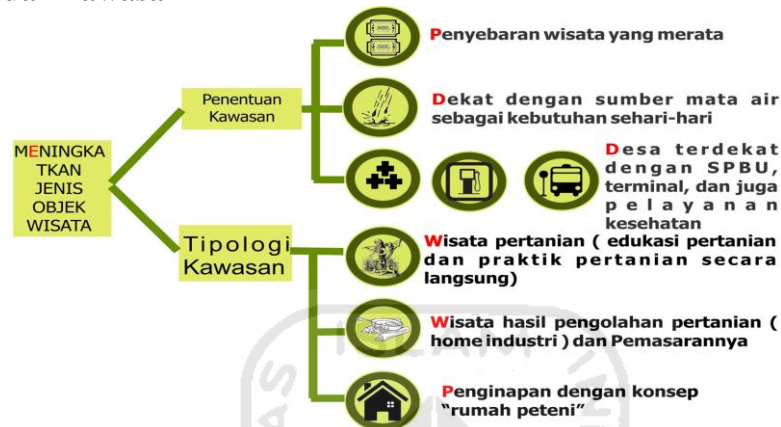 Penyebaran wisata yang merata
Penentuan
Kawasan
Dekat dengan sumber mata air
sebagai kebutuhan sehari-hari
MENINGKA
TKAN
JENIS
OBJEK
WISATA
Desa terdekat
dengan SPBU,
terminal, dan juga
pelayanan
kesehatan
Tipologi
Kawasan
Wisata pertanian ( edukasi pertanian
dan praktik pertanian secara
langsung)
Wisata hasil pengolahan pertanian (
home industri ) dan Pemasarannya
Penginapan dengan konsep
“rumah peteni”
ISLAM